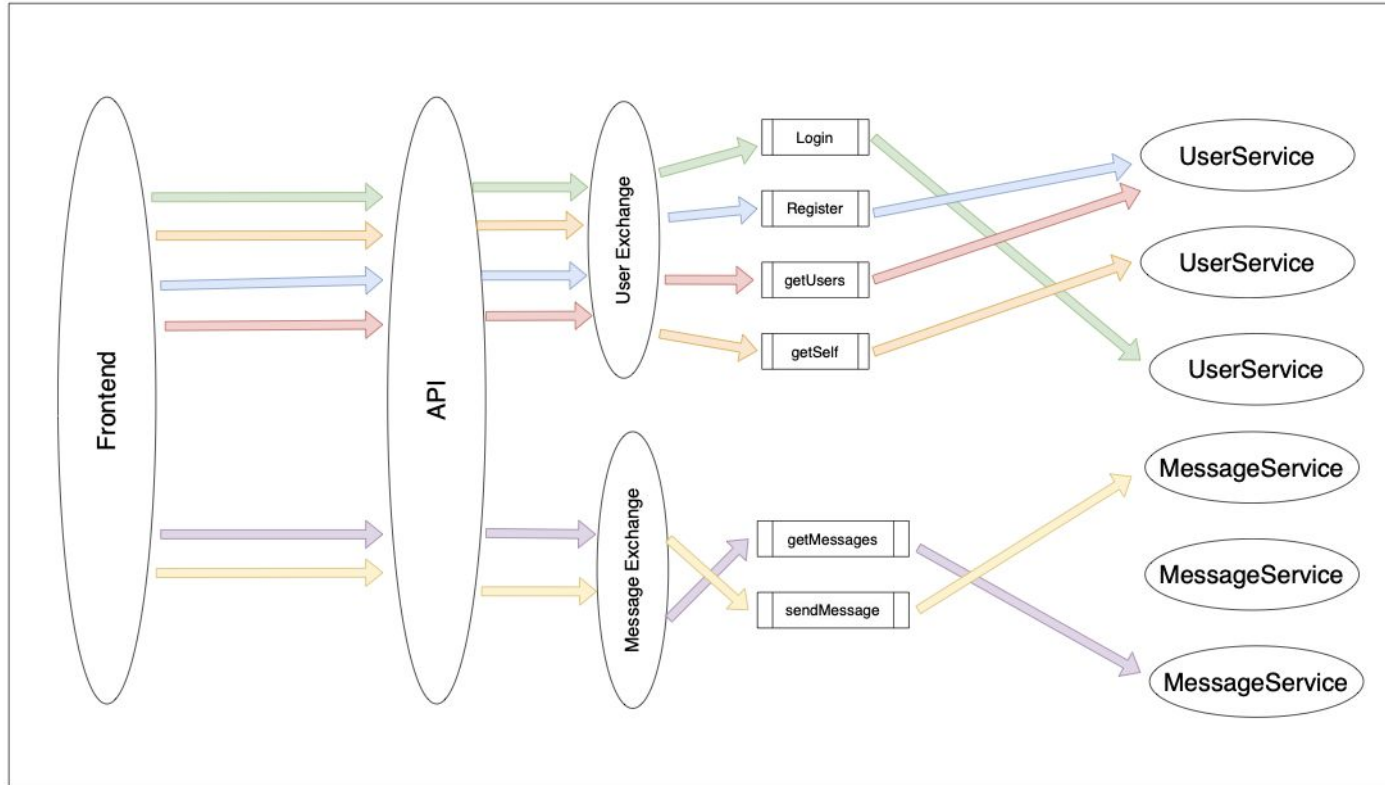 Frontend
API
User Exchange
Login
Register
getUsers
getSelf
UserService
UserService
UserService
Message Exchange
getMessages
sendMessage
MessageService
MessageService
MessageService